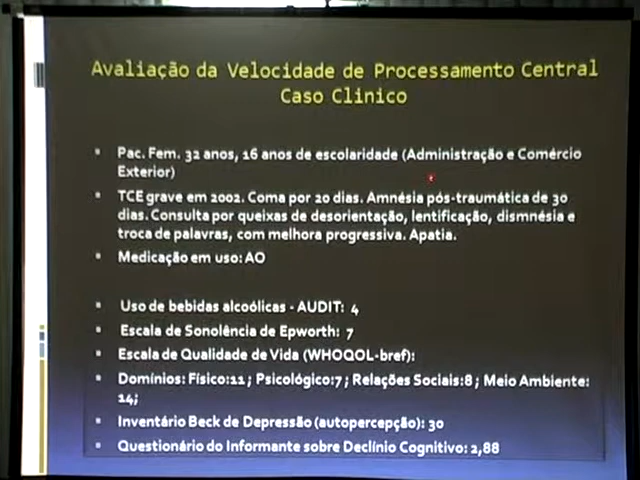 Avaliação da Velocidade de Processamento Central
Caso Clinico
Pac. Fem. 32 anos, 16 anos de escolaridade (Administração e Comércio
Exterior)
TCE grave em 2002. Coma por 20 dias. Amnésia pós-traumática de 30
dias. Consulta por queixas de desorientação, lentificação, dismnésia e
troca de palavras, com melhora progressiva. Apatia.
Medicação em uso: AO
Uso de bebidas alcoólicas - AUDIT: 4
Escala de Sonolência de Epworth: 7
Escala de Qualidade de Vida (WHOQOL-bref):
Domínios: Físico:11 ; Psicológico:7 ; Relações Sociais:8 ; Meio Ambiente:
14;
Inventário Beck de Depressão (autopercepção): 30
Questionário do Informante sobre Declínio Cognitivo: 2,88